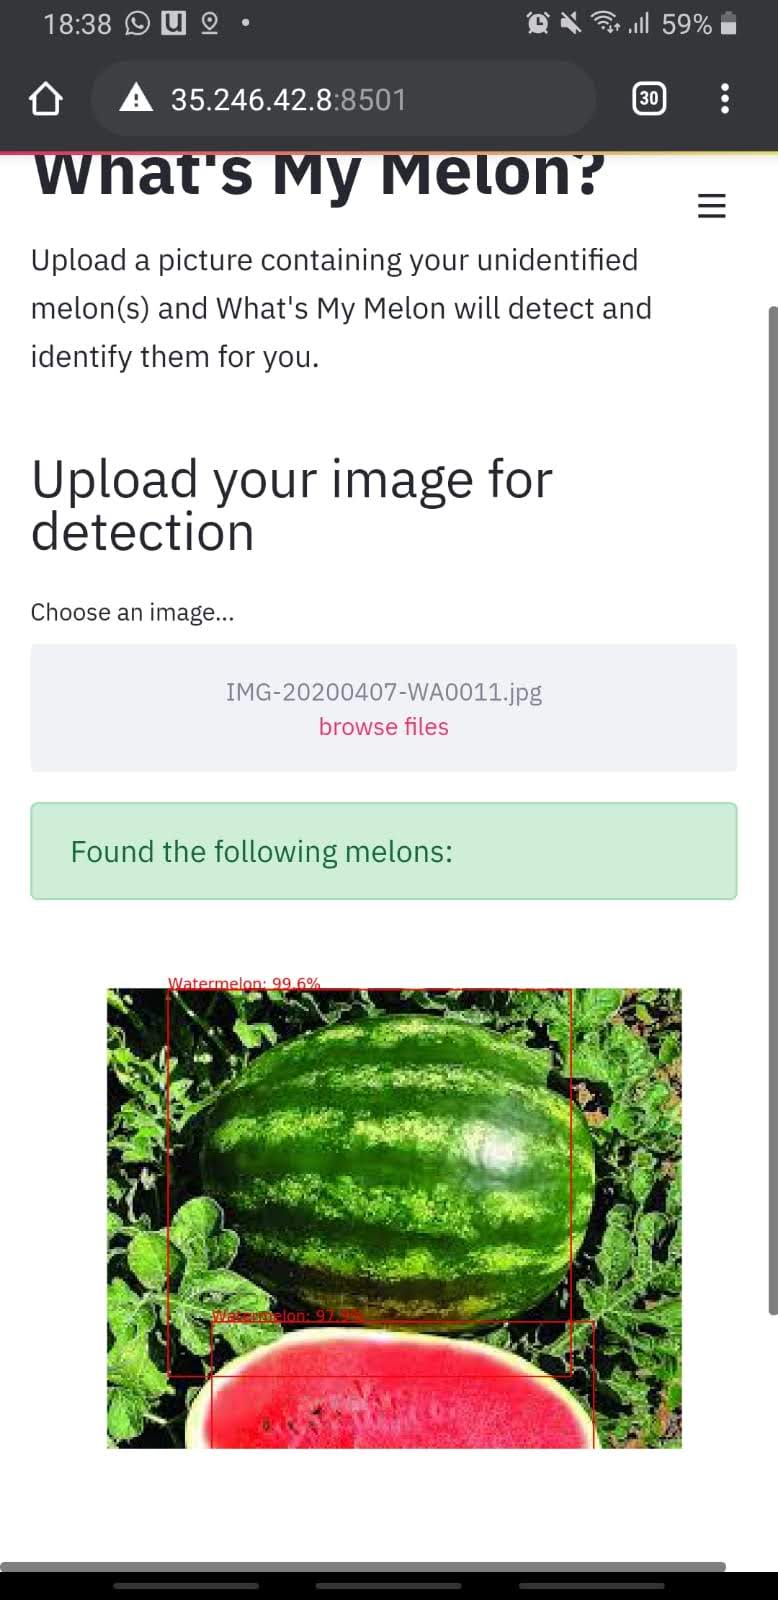 18:38
59%
35.246.42.8:8501
30
What's My Melon?
Upload a picture containing your unidentified
melon(s) and What's My Melon will detect and
identify them for you.
Upload your image for
detection
Choose an image...
IMG-20200407-WA0011.jpg
browse files
Found the following melons:
Watermelon: 99.6%
Watermelon: 97.9%